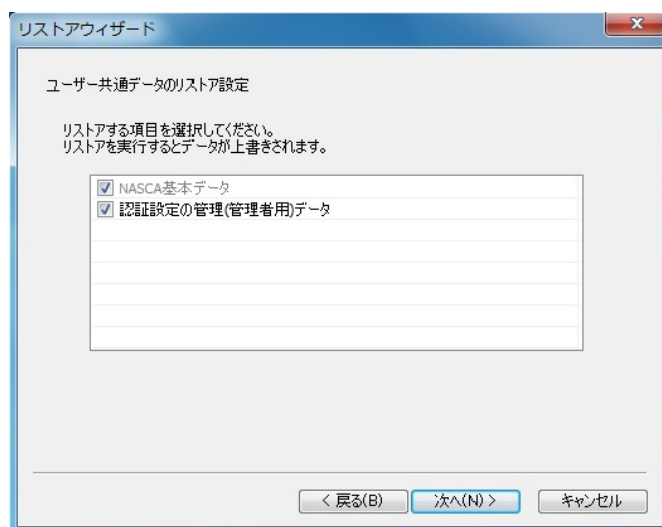 リストアウィザード
ユーザー共通データのリストア設定
リストアする項目を選択してください。
リストアを実行するとデータが上書きされます。
NASCA基本データ
認証設定の管理(管理者用)データ
< 戻る(B)
次へ(N) >
キャンセル